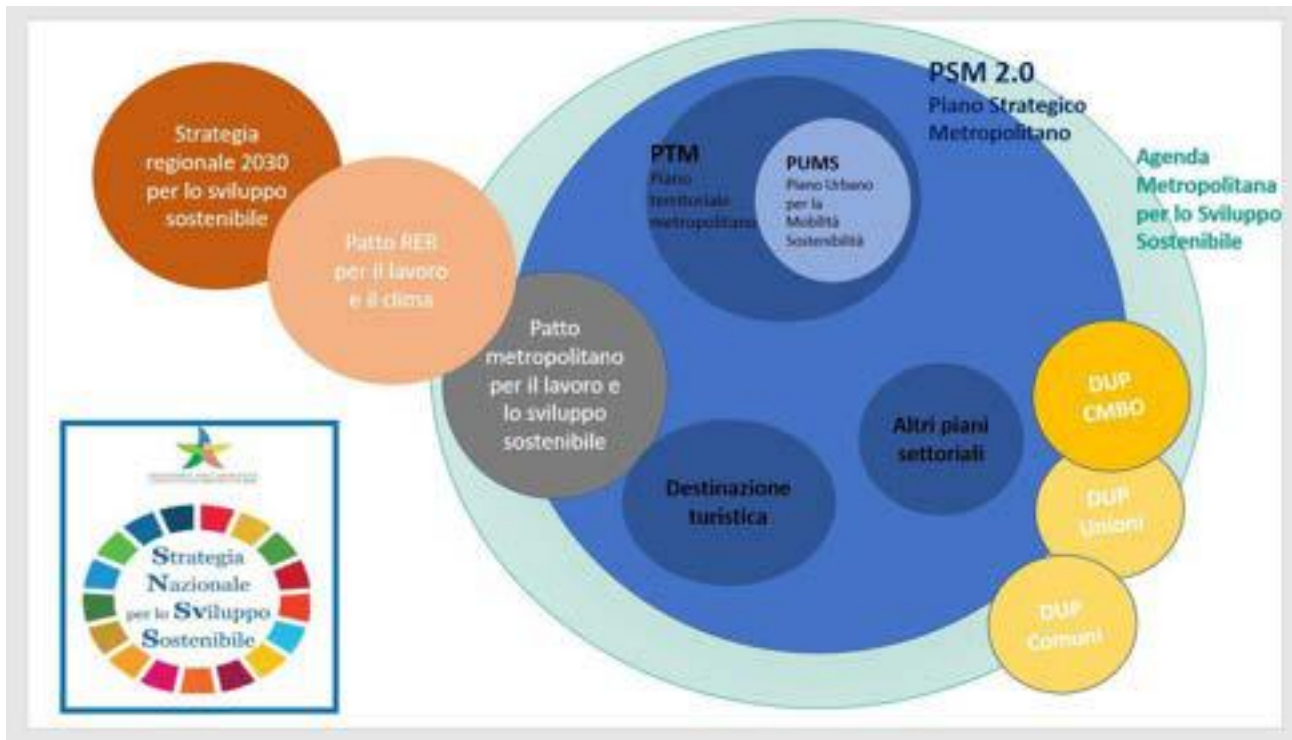 Strategia
regionale 2030
per lo sviluppo
sostenibile
Patto RER
per il lavoro
e il clima
Patto
metropolitano
per il lavoro e
lo sviluppo
sostenibile
PTM
Piano
territoriale
metropolitano
PUMS
Piano Urbano
per la
Mobilità
Sostenibilità
PSM 2.0
Piano Strategico
Metropolitano
Agenda
Metropolitana
per lo Sviluppo
Sostenibile
Destinazione
turistica
Altri piani
settoriali
DUP
CMBO
DUP
Unioni
DUP
Comuni
Strategia
Nazionale
per lo Sviluppo
Sostenibile